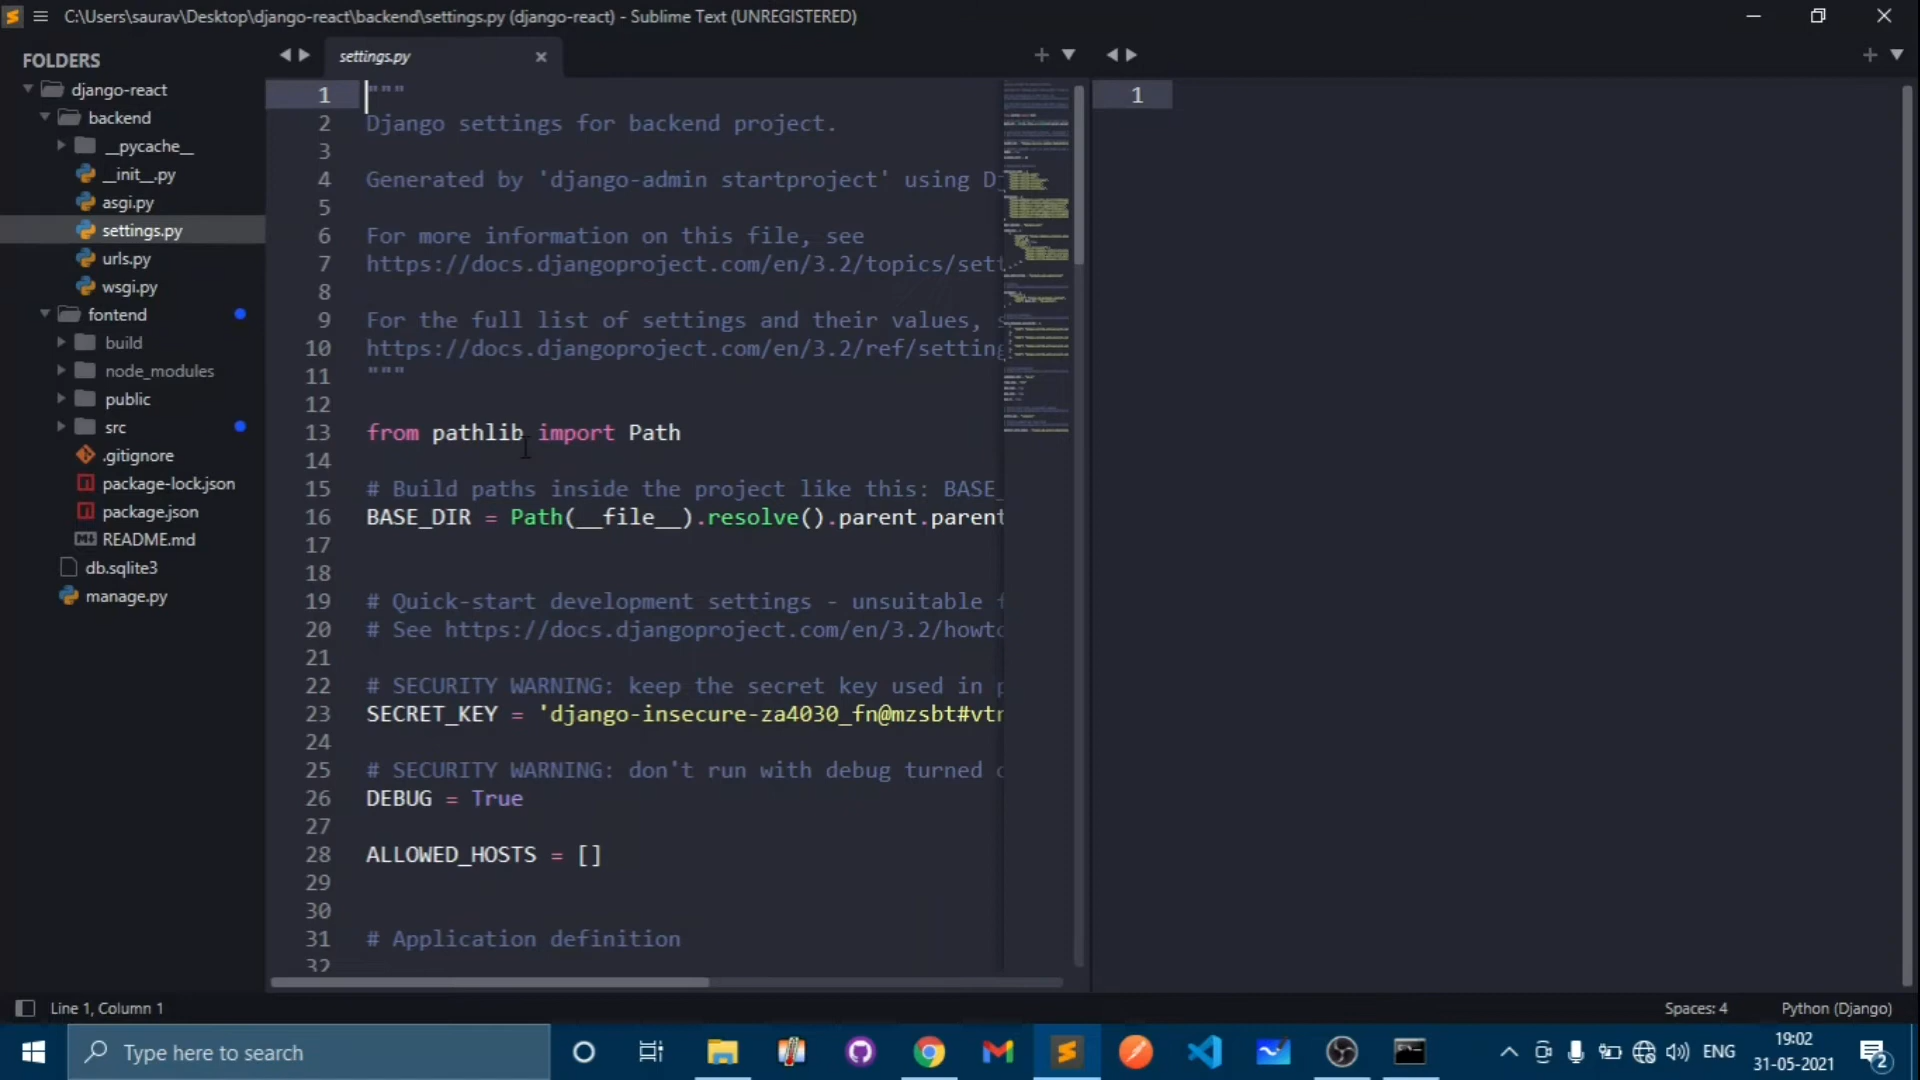 C:\Users\saurav\Desktop\django-react\backend\settings.py (django-react) - Sublime Text (UNREGISTERED)
FOLDERS
django-react
backend
__pycache__
__init__.py
asgi.py
settings.py
urls.py
wsgi.py
fontend
build
node_modules
public
src
.gitignore
package-lock.json
package.json
README.md
db.sqlite3
manage.py
settings.py
1 """
2 Django settings for backend project.
3
4 Generated by 'django-admin startproject' using Dj
5
6 For more information on this file, see
7 https://docs.djangoproject.com/en/3.2/topics/sett
8
9 For the full list of settings and their values, s
10 https://docs.djangoproject.com/en/3.2/ref/setting
11 """
12
13 from pathlib import Path
14
15 # Build paths inside the project like this: BASE_
16 BASE_DIR = Path(__file__).resolve().parent.parent
17
18
19 # Quick-start development settings - unsuitable f
20 # See https://docs.djangoproject.com/en/3.2/howto
21
22 # SECURITY WARNING: keep the secret key used in p
23 SECRET_KEY = 'django-insecure-za4030_fn@mzsbt#vtr
24
25 # SECURITY WARNING: don't run with debug turned o
26 DEBUG = True
27
28 ALLOWED_HOSTS = []
29
30
31 # Application definition
32
1
Line 1, Column 1
Spaces: 4
Python (Django)
Type here to search
ENG
19:02
31-05-2021
2